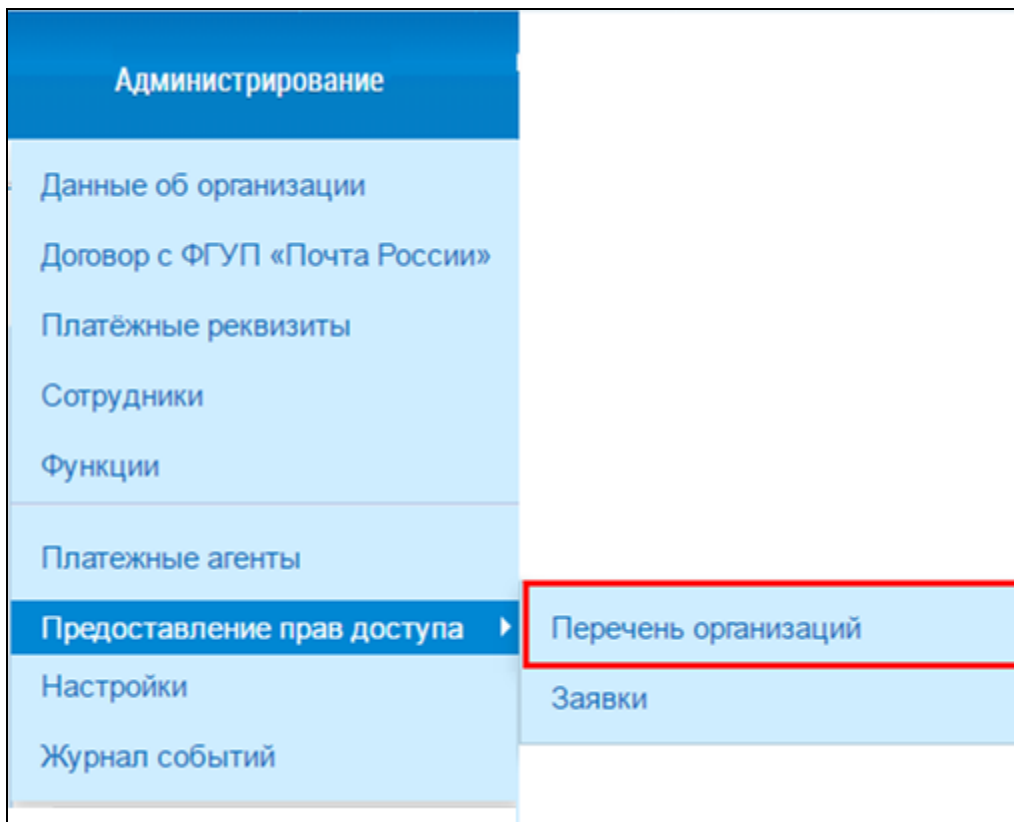 Администрирование
Данные об организации
Договор с ФГУП «Почта России»
Платёжные реквизиты
Сотрудники
Функции
Платежные агенты
Предоставление прав доступа
Перечень организаций
Настройки
Заявки
Журнал событий